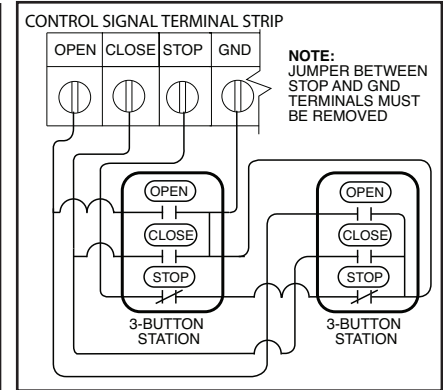 CONTROL SIGNAL TERMINAL STRIP
OPEN CLOSE STOP GND
NOTE:
JUMPER BETWEEN
STOP AND GND
TERMINALS MUST
BE REMOVED
OPEN
CLOSE
STOP
3-BUTTON
STATION
OPEN
CLOSE
STOP
3-BUTTON
STATION